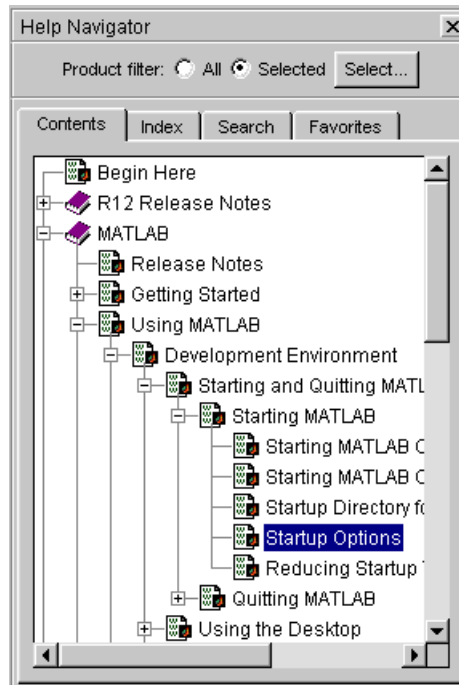 Help Navigator
Product filter: All Selected Select...
Contents Index Search Favorites
Begin Here
R12 Release Notes
MATLAB
Release Notes
Getting Started
Using MATLAB
Development Environment
Starting and Quitting MATL
Starting MATLAB
Starting MATLAB O
Starting MATLAB O
Startup Directory fo
Startup Options
Reducing Startup
Quitting MATLAB
Using the Desktop